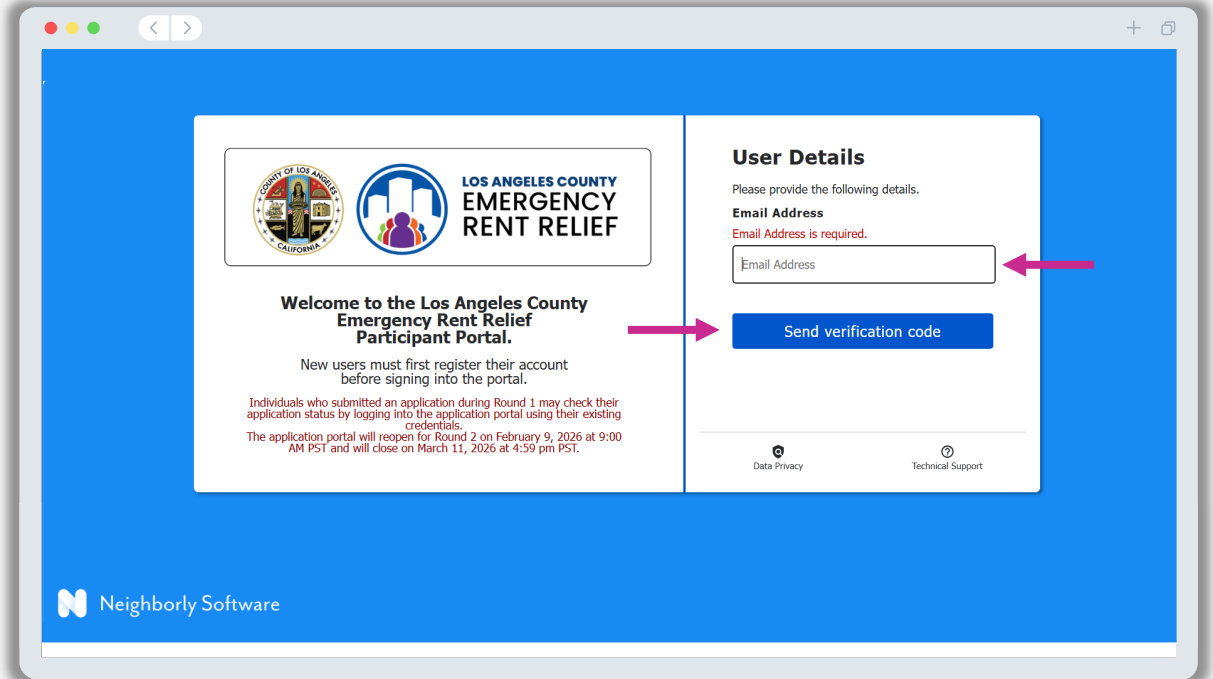 COUNTY OF LOS ANGELES
CALIFORNIA
LOS ANGELES COUNTY
EMERGENCY
RENT RELIEF
Welcome to the Los Angeles County
Emergency Rent Relief
Participant Portal.
New users must first register their account
before signing into the portal.
Individuals who submitted an application during Round 1 may check their
application status by logging into the application portal using their existing
credentials.
The application portal will reopen for Round 2 on February 9, 2026 at 9:00
AM PST and will close on March 11, 2026 at 4:59 pm PST.
User Details
Please provide the following details.
Email Address
Email Address is required.
Email Address
Send verification code
Data Privacy
Technical Support
Neighborly Software